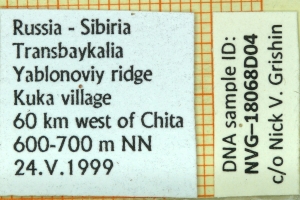 Russia - Sibiria
Transbaykalia
Yablonoviy ridge
Kuka village
60 km west of Chita
600-700 m NN
24.V.1999
DNA sample ID:
NVG-18068D04
c/o Nick V. Grishin